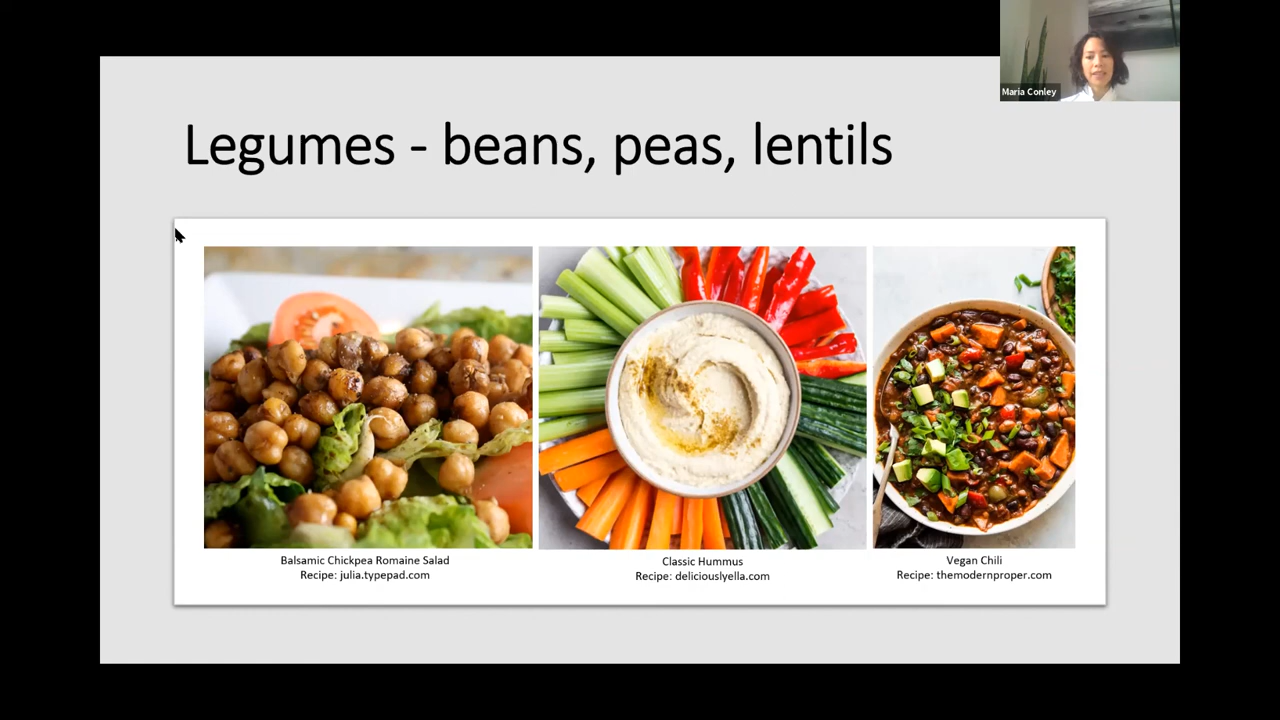 Maria Conley
Legumes - beans, peas, lentils
Balsamic Chickpea Romaine Salad
Recipe: julia.typepad.com
Classic Hummus
Recipe: deliciouslyella.com
Vegan Chili
Recipe: themodernproper.com